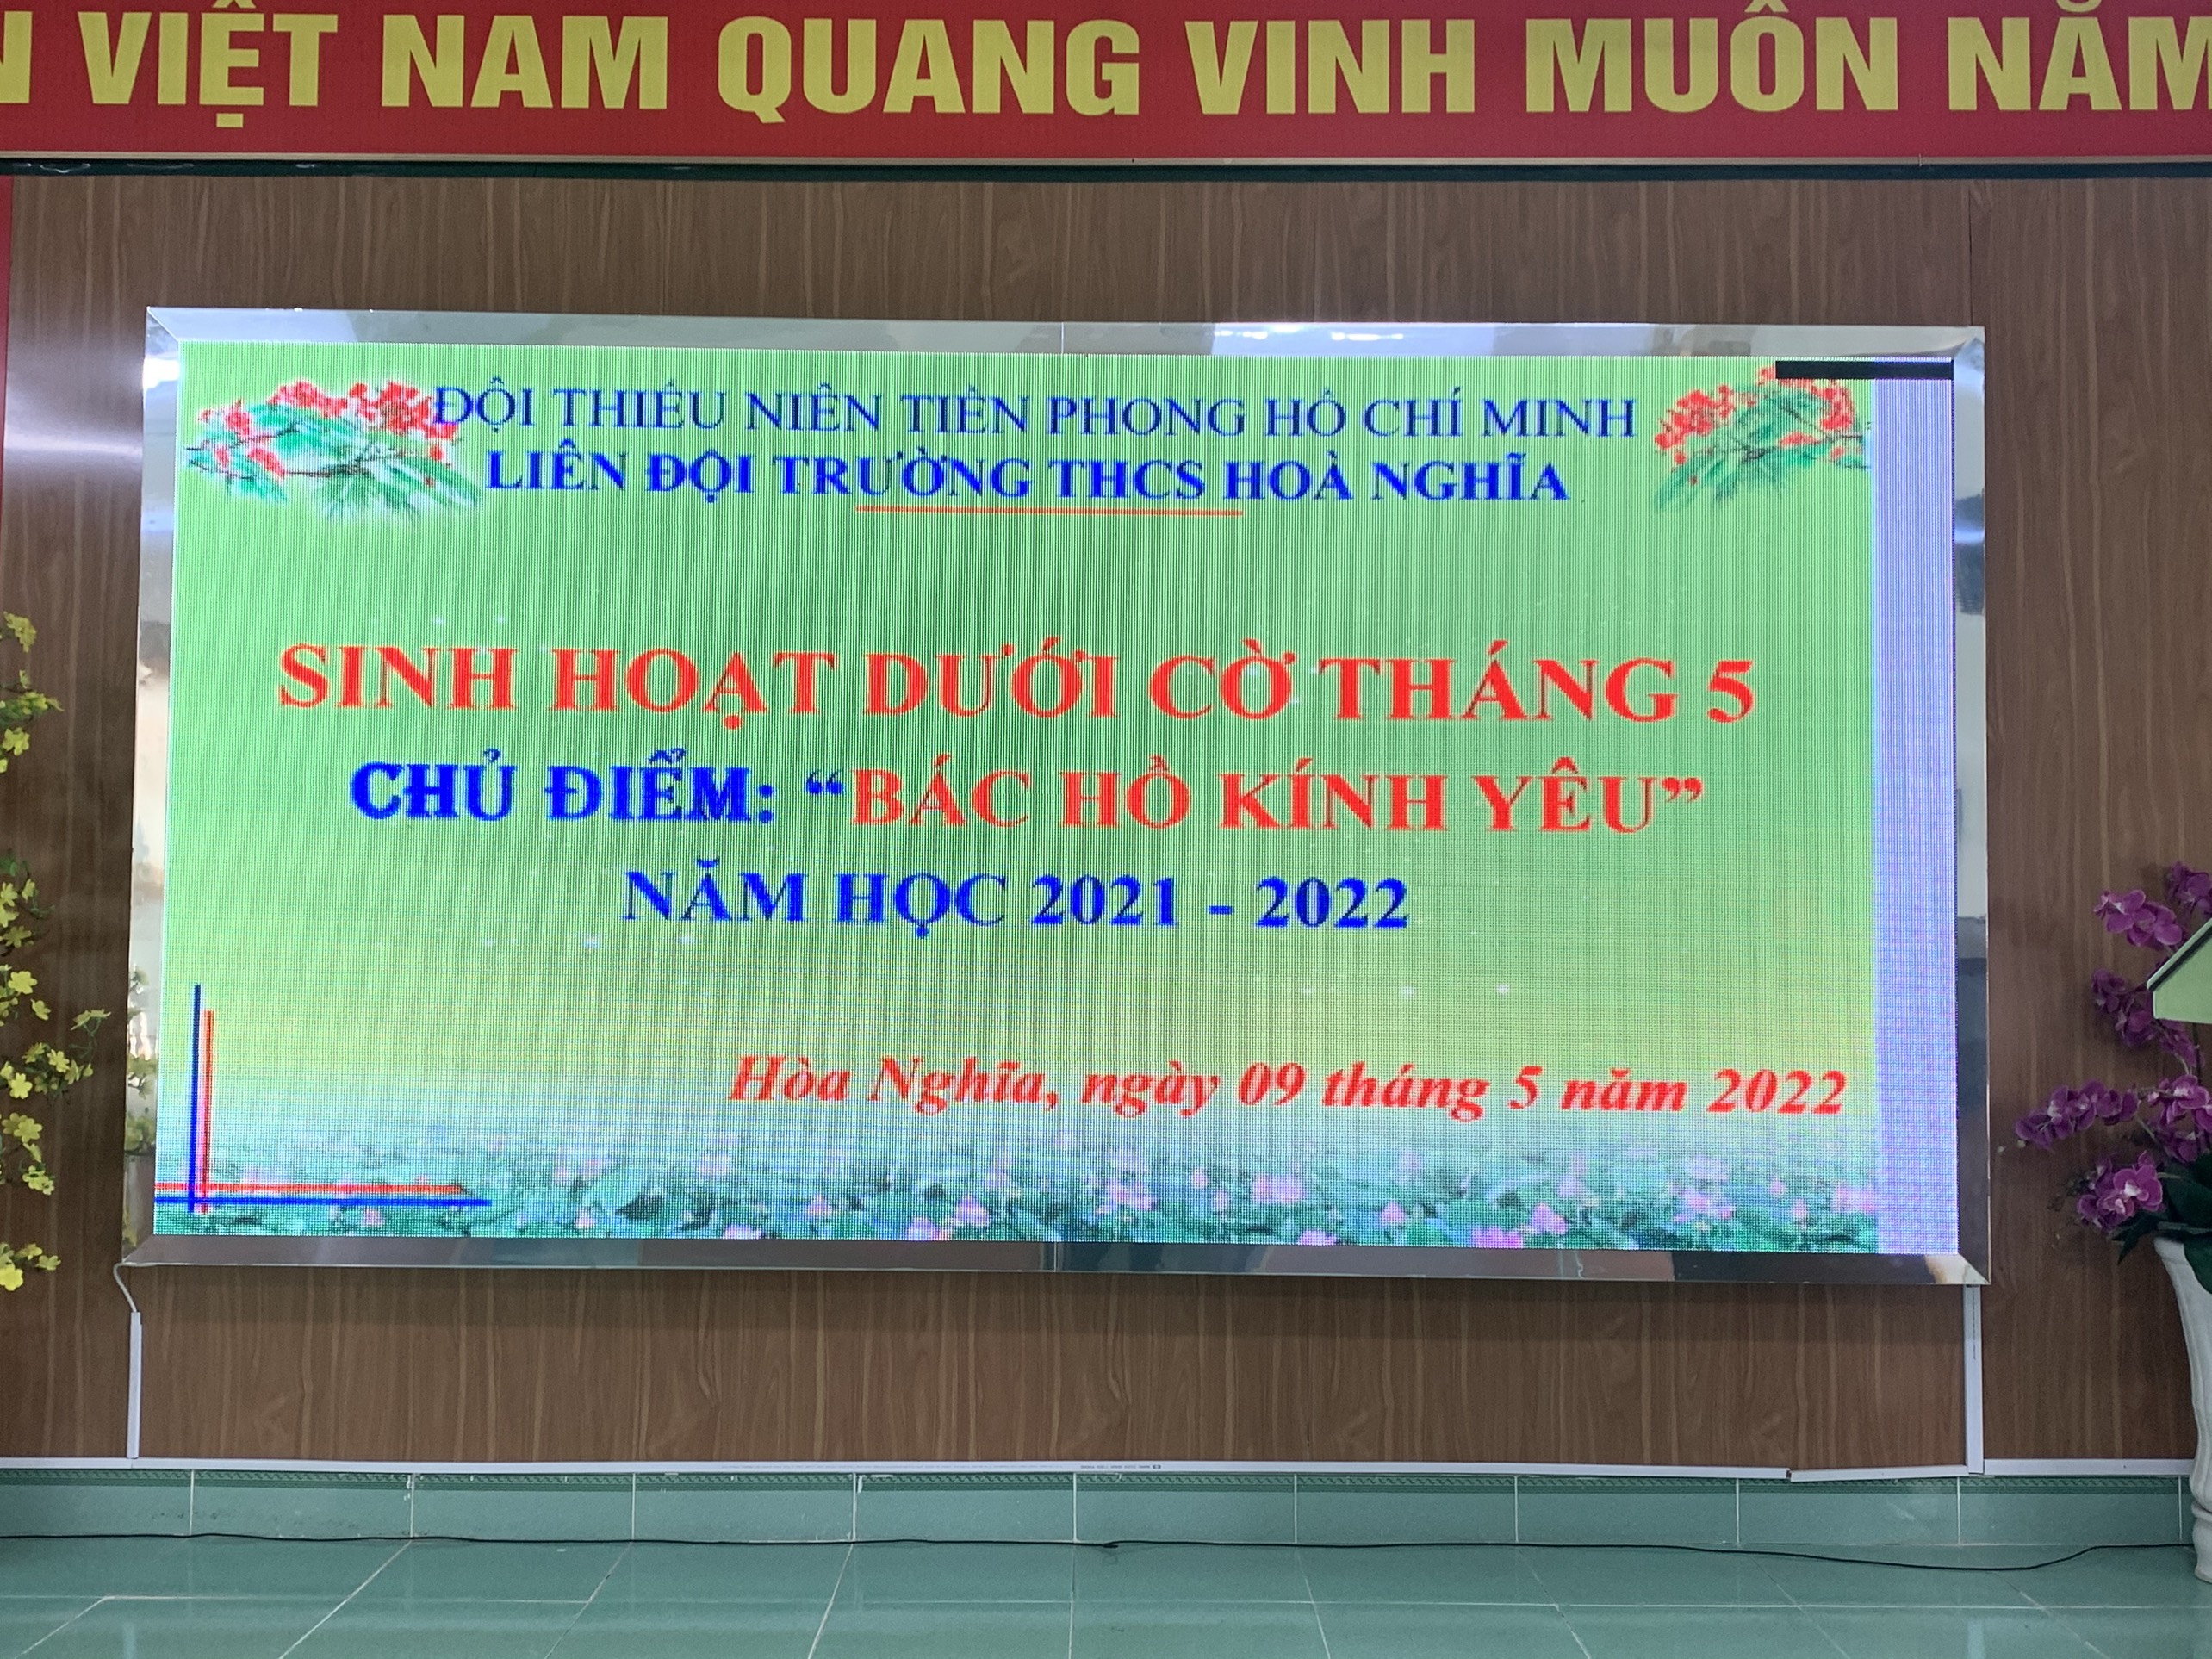 VIỆT NAM QUANG VINH MUÔN NĂM
ĐỘI THIẾU NIÊN TIỀN PHONG HỒ CHÍ MINH
LIÊN ĐỘI TRƯỜNG THCS HOÀ NGHĨA
SINH HOẠT DƯỚI CỜ THÁNG 5
CHỦ ĐIỂM: “BÁC HỒ KÍNH YÊU”
NĂM HỌC 2021 - 2022
Hòa Nghĩa, ngày 09 tháng 5 năm 2022